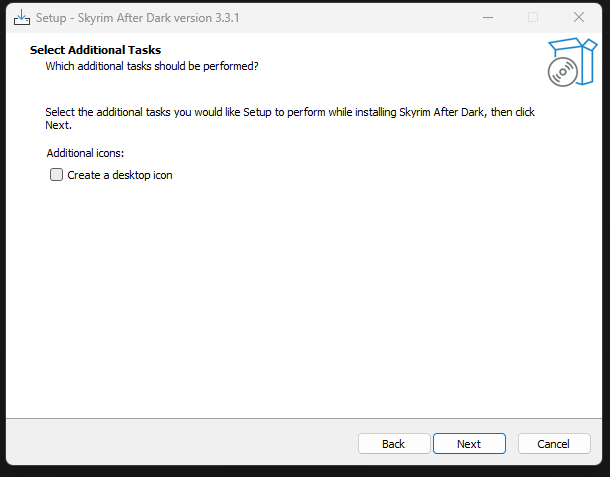 Setup - Skyrim After Dark version 3.3.1
Select Additional Tasks
Which additional tasks should be performed?
Select the additional tasks you would like Setup to perform while installing Skyrim After Dark, then click
Next.
Additional icons:
Create a desktop icon
Back
Next
Cancel